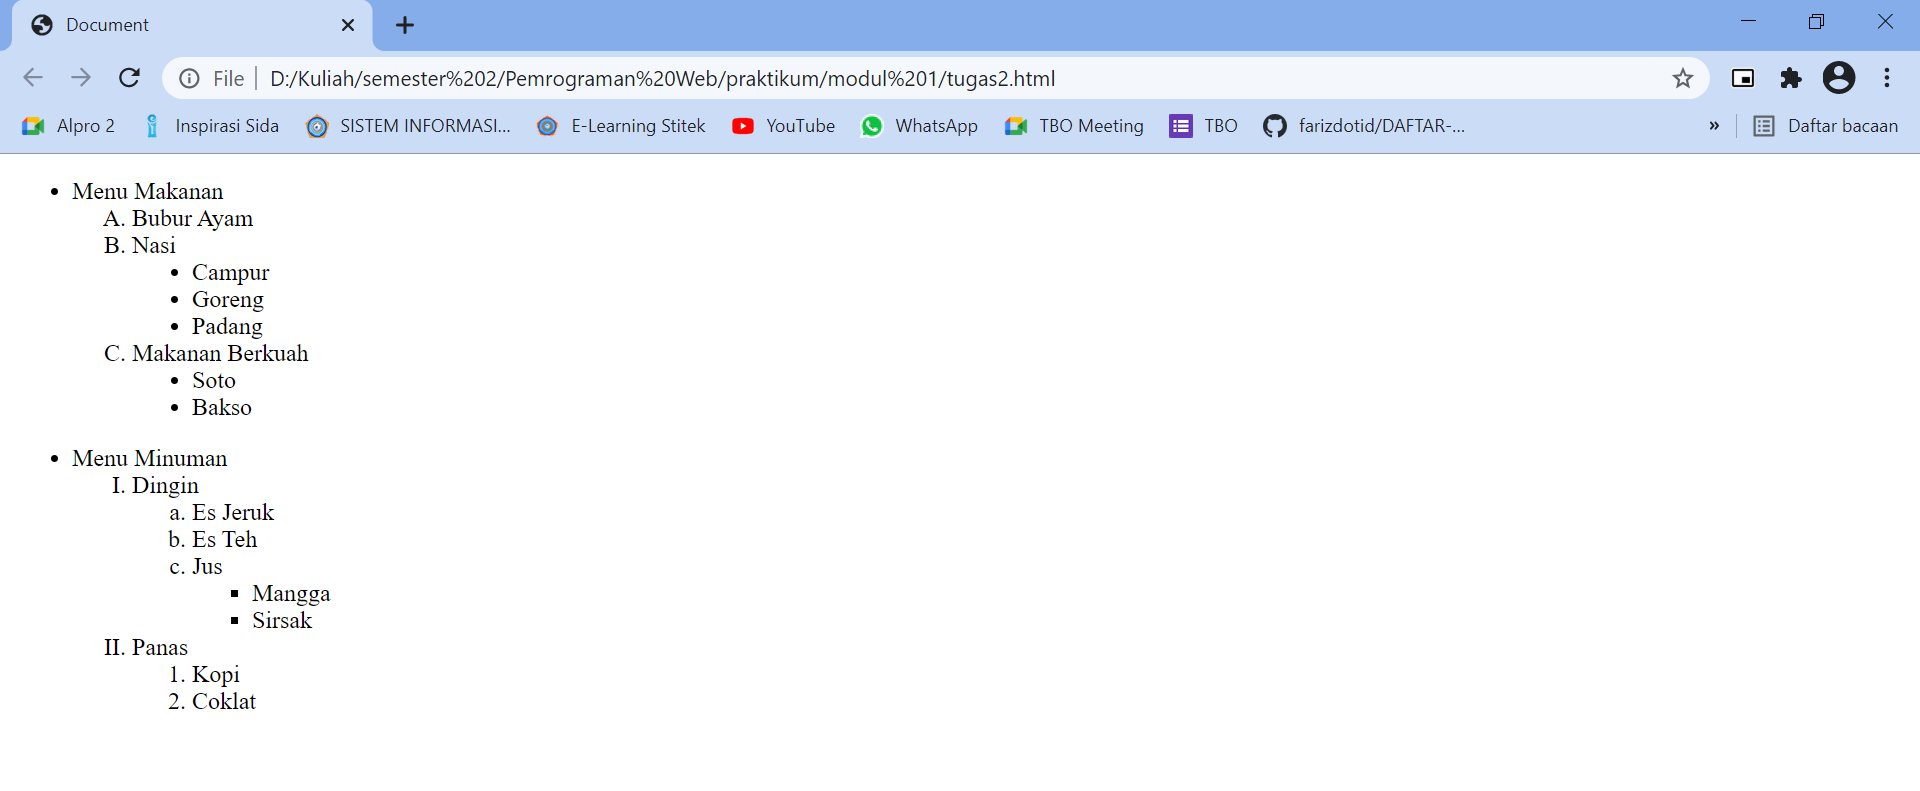 Document
File
D:/Kuliah/semester%202/Pemrograman%20Web/praktikum/modul%201/tugas2.html
Alpro 2 Inspirasi Sida SISTEM INFORMASI... E-Learning Stitek YouTube WhatsApp TBO Meeting TBO farizdotid/DAFTAR-... » Daftar bacaan
• Menu Makanan
A. Bubur Ayam
B. Nasi
• Campur
• Goreng
• Padang
C. Makanan Berkuah
• Soto
• Bakso
• Menu Minuman
I. Dingin
a. Es Jeruk
b. Es Teh
c. Jus
▪ Mangga
▪ Sirsak
II. Panas
1. Kopi
2. Coklat